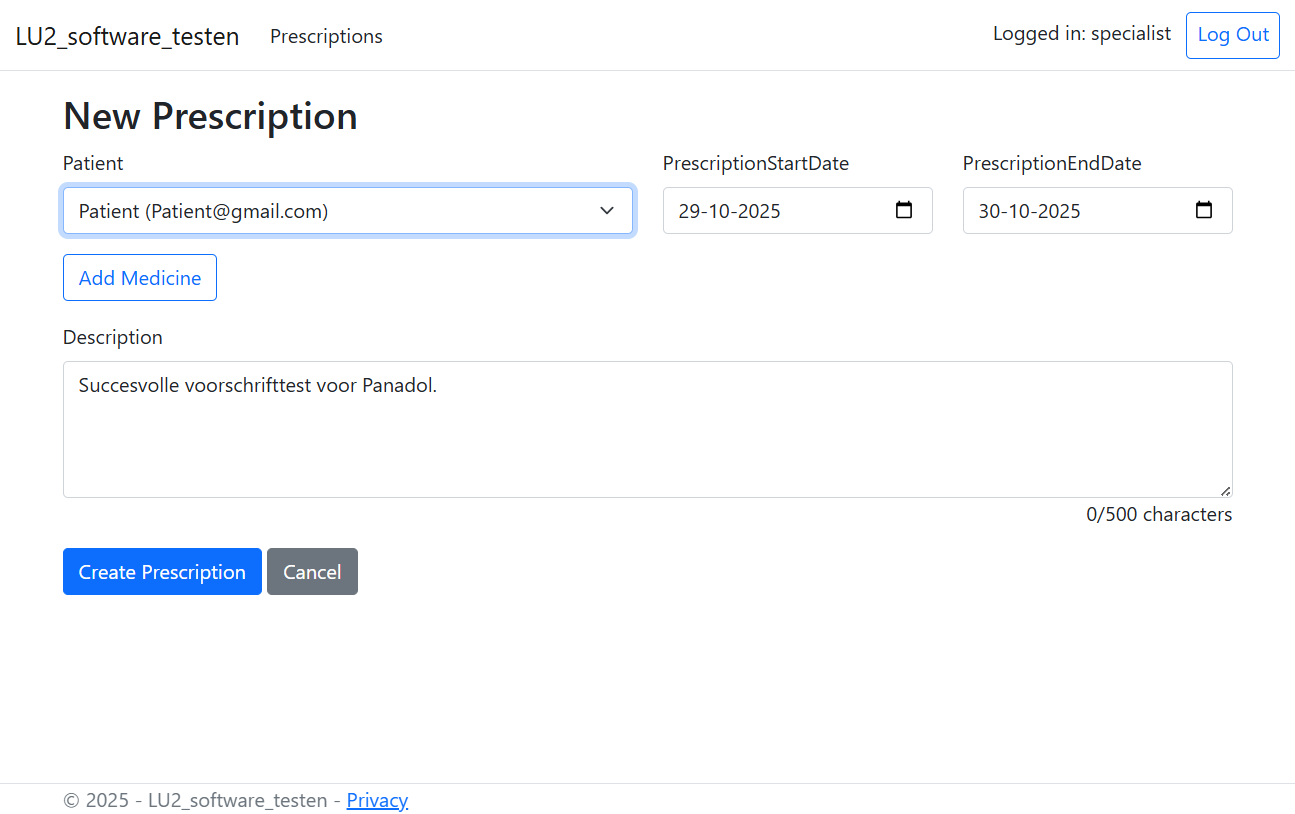 LU2_software_testen Prescriptions Logged in: specialist Log Out
New Prescription
Patient PrescriptionStartDate PrescriptionEndDate
Patient (Patient@gmail.com) 29-10-2025 30-10-2025
Add Medicine
Description
Succesvolle voorschrifttest voor Panadol.
0/500 characters
Create Prescription Cancel
© 2025 - LU2_software_testen - Privacy